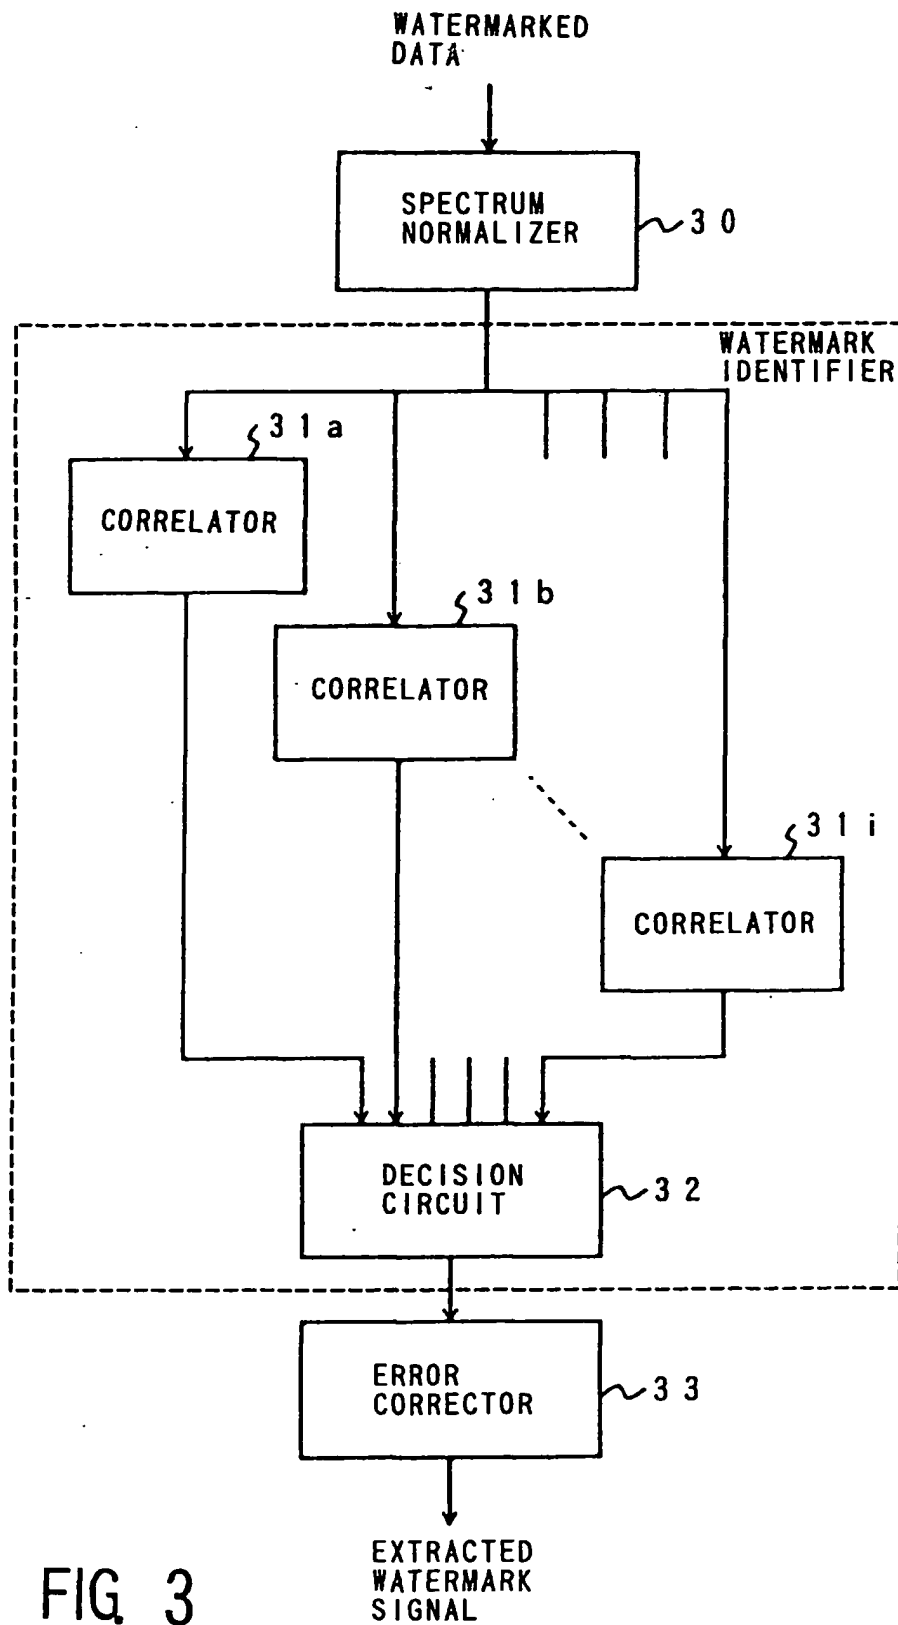 WATERMARKED
DATA
SPECTRUM
NORMALIZER
30
WATERMARK
IDENTIFIER
31a
CORRELATOR
31b
CORRELATOR
31i
CORRELATOR
DECISION
CIRCUIT
32
ERROR
CORRECTOR
33
EXTRACTED
WATERMARK
SIGNAL
FIG. 3